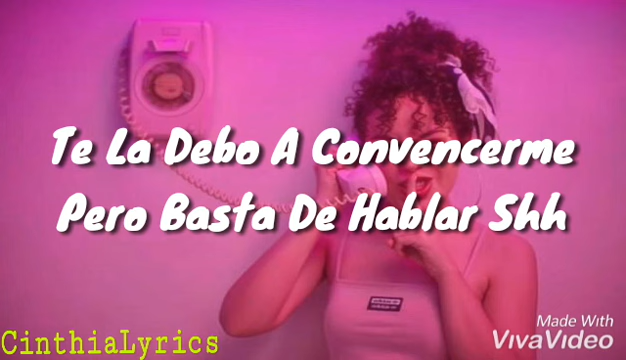 Te La Debo A Convencerme
Pero Basta De Hablar Shh
CinthiaLyrics
Made With
VivaVideo